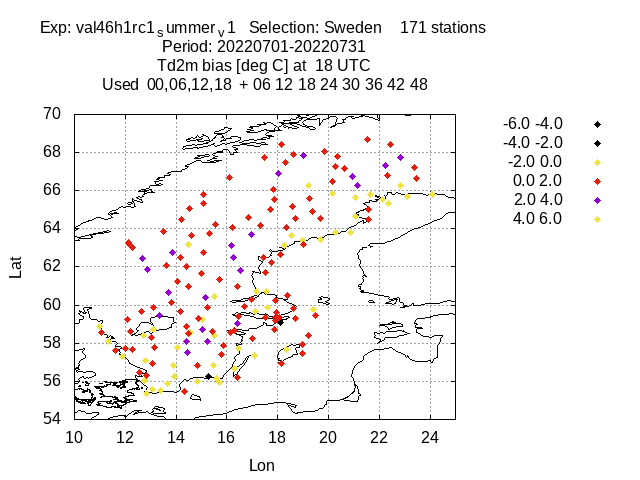 Exp: val46h1rc1summerv1   Selection: Sweden    171 stations
Period: 20220701-20220731
Td2m bias [deg C] at  18 UTC
Used  00,06,12,18  + 06 12 18 24 30 36 42 48
70
68
66
64
62
60
58
56
54
10 12 14 16 18 20 22 24
Lat
Lon
-6.0 -4.0
-4.0 -2.0
-2.0 0.0
0.0 2.0
2.0 4.0
4.0 6.0